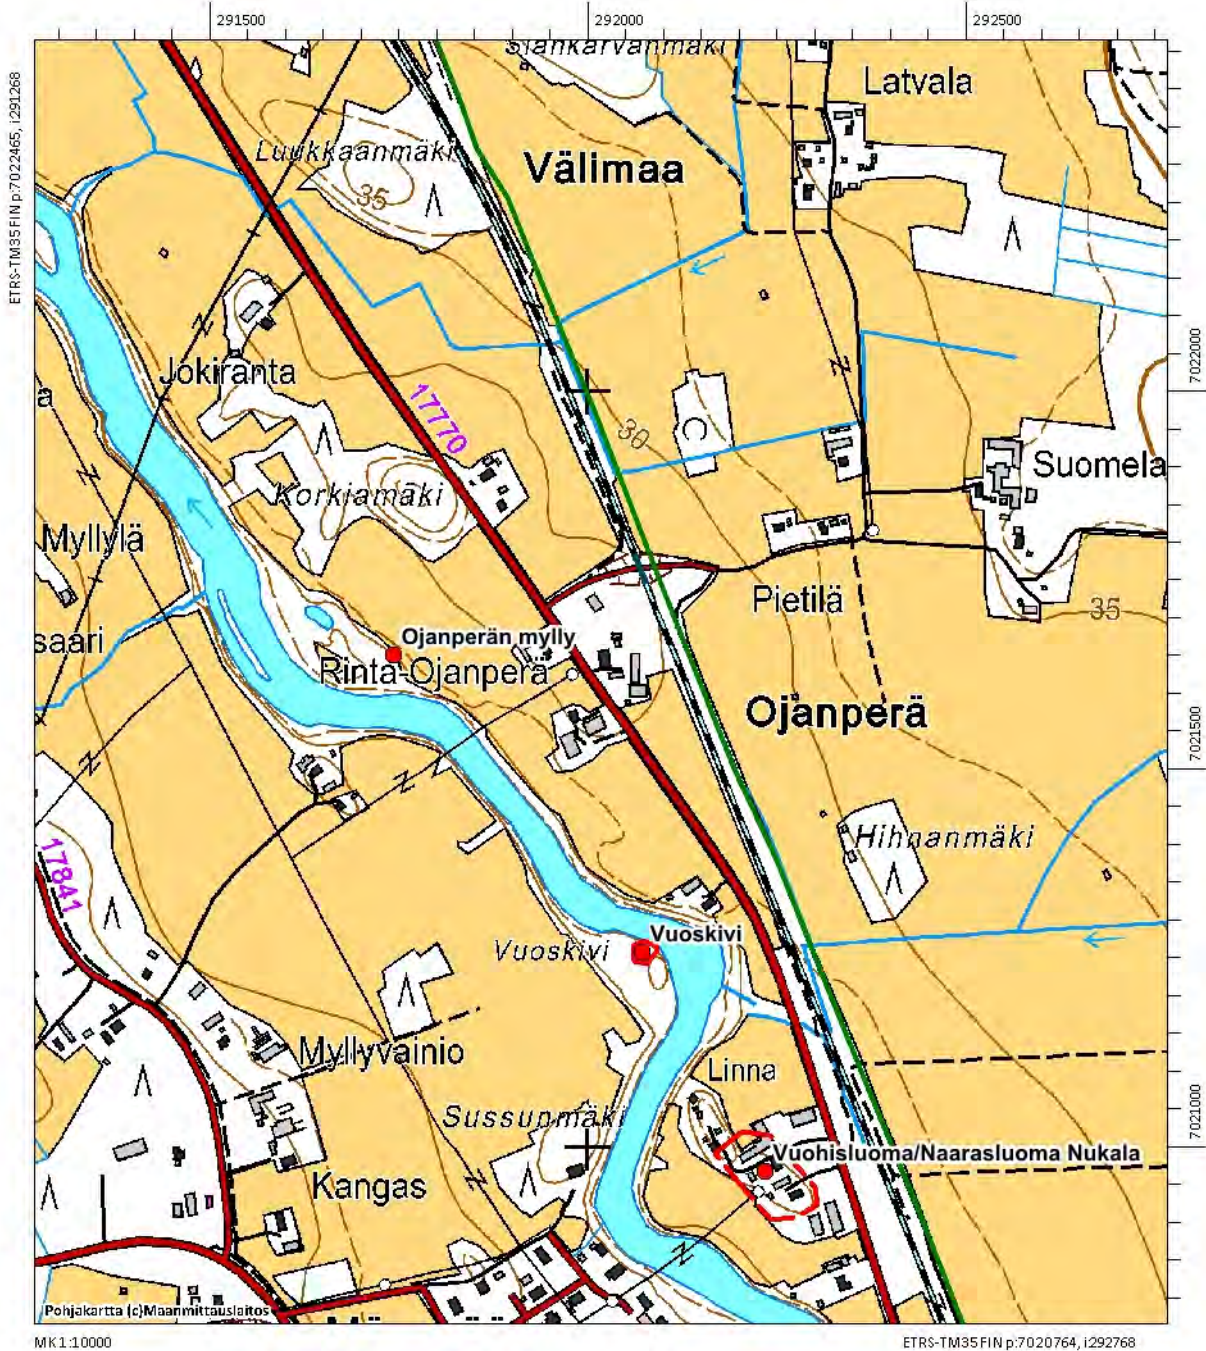 291500
292000
292500
ETRS-TM35FIN p:7022465, i:291268
Siankarvanmäki
Latvala
Luukkaanmäki
Välimaa
35
7022000
Jokiranta
a
17770
30
Suomela
Korkiamäki
Myllylä
Pietilä
35
saari
Ojanperän mylly
Rinta-Ojanperä
Ojanperä
7021500
Hihnanmäki
17841
Vuoskivi
Vuoskivi
Myllyvainio
Linna
Sussunmäki
7021000
Vuohisluoma/Naarasluoma Nukala
Kangas
Pohjakartta (c)Maanmittauslaitos
MK 1:10000
ETRS-TM35FIN p:7020764, i:292768